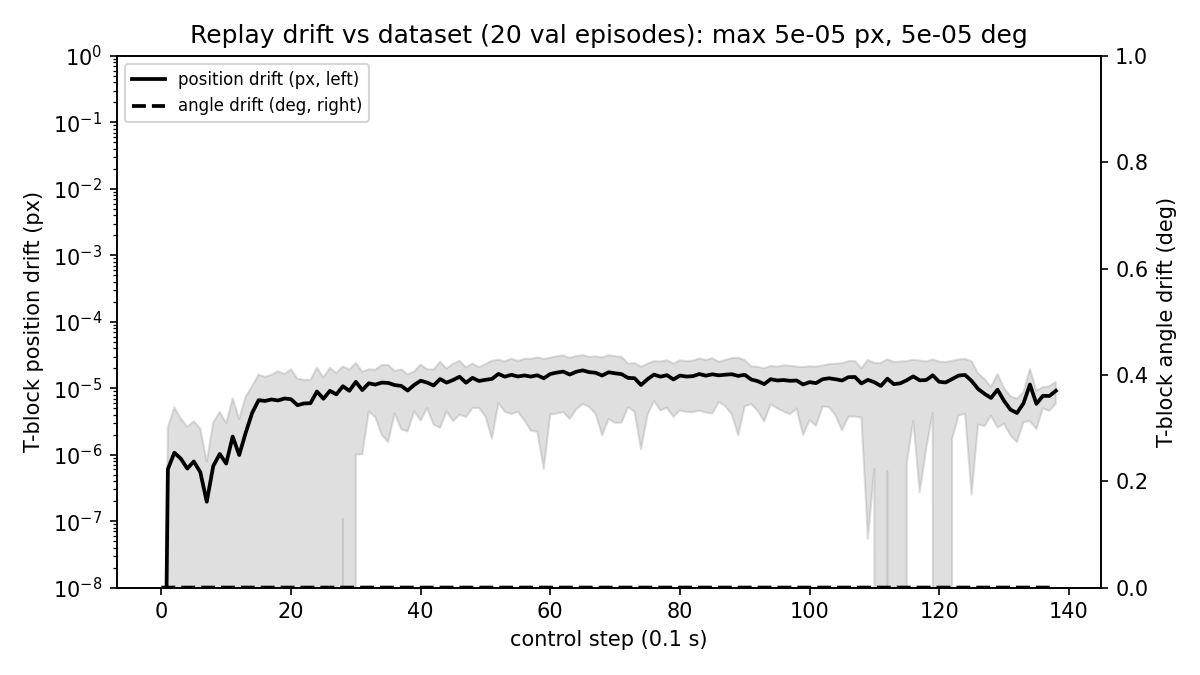 Replay drift vs dataset (20 val episodes): max 5e-05 px, 5e-05 deg
position drift (px, left)
angle drift (deg, right)
T-block position drift (px)
10⁰
10⁻¹
10⁻²
10⁻³
10⁻⁴
10⁻⁵
10⁻⁶
10⁻⁷
10⁻⁸
1.0
0.8
0.6
0.4
0.2
0.0
T-block angle drift (deg)
0 20 40 60 80 100 120 140
control step (0.1 s)